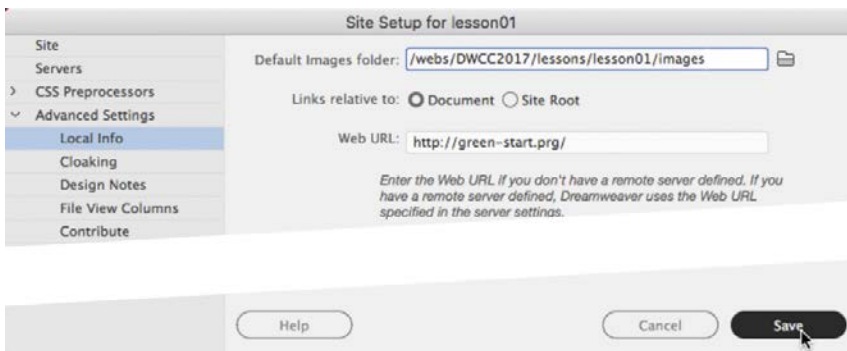 Site Setup for lesson01
Site
Servers
CSS Preprocessors
Advanced Settings
Local Info
Cloaking
Design Notes
File View Columns
Contribute
Default Images folder: /webs/DWCC2017/lessons/lesson01/images
Links relative to: Document Site Root
Web URL: http://green-start.prg/
Enter the Web URL if you don't have a remote server defined. If you
have a remote server defined, Dreamweaver uses the Web URL
specified in the server settings.
Help Cancel Save